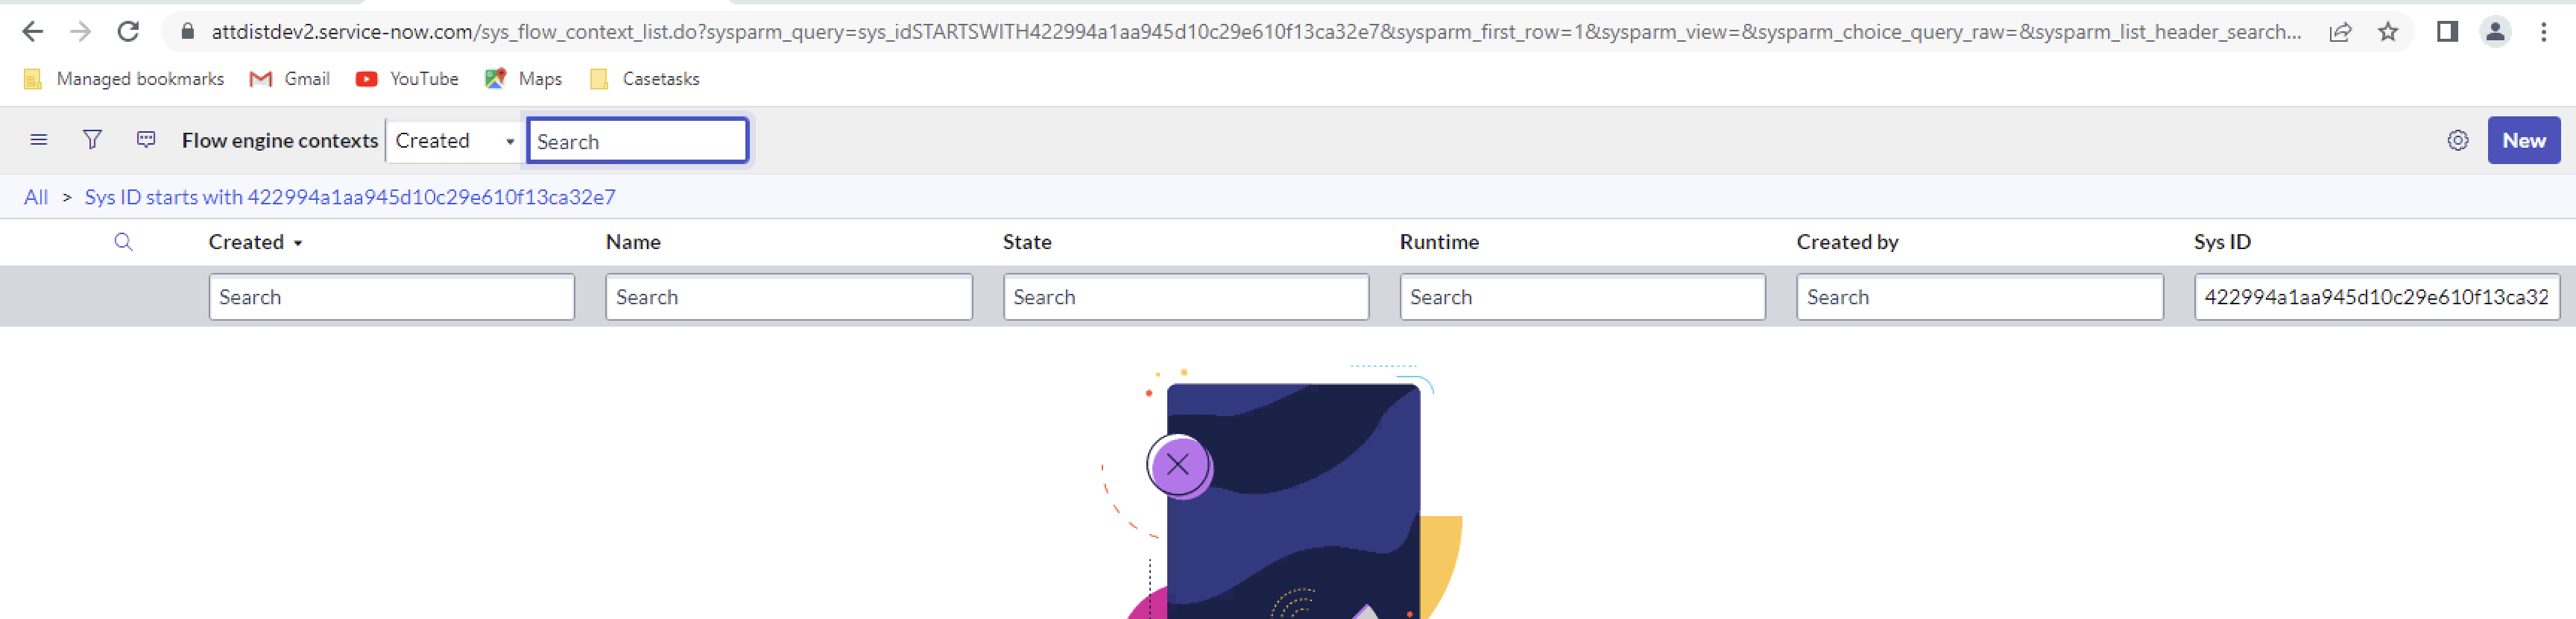 attdistdev2.service-now.com/sys_flow_context_list.do?sysparm_query=sys_idSTARTSWITH422994a1aa945d10c29e610f13ca32e7&sysparm_first_row=1&sysparm_view=&sysparm_choice_query_raw=&sysparm_list_header_search...
Managed bookmarks Gmail YouTube Maps Casetasks
Flow engine contexts Created Search New
All > Sys ID starts with 422994a1aa945d10c29e610f13ca32e7
Created Name State Runtime Created by Sys ID
Search Search Search Search Search 422994a1aa945d10c29e610f13ca32